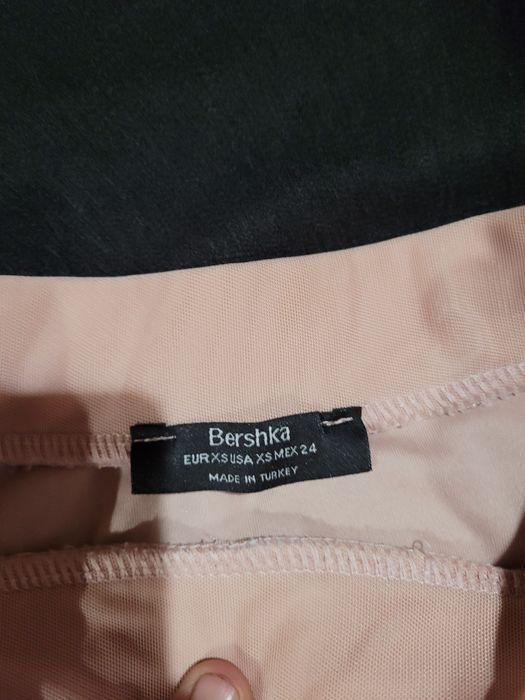 Bershka
EUR XS USA XS MEX 24
MADE IN TURKEY